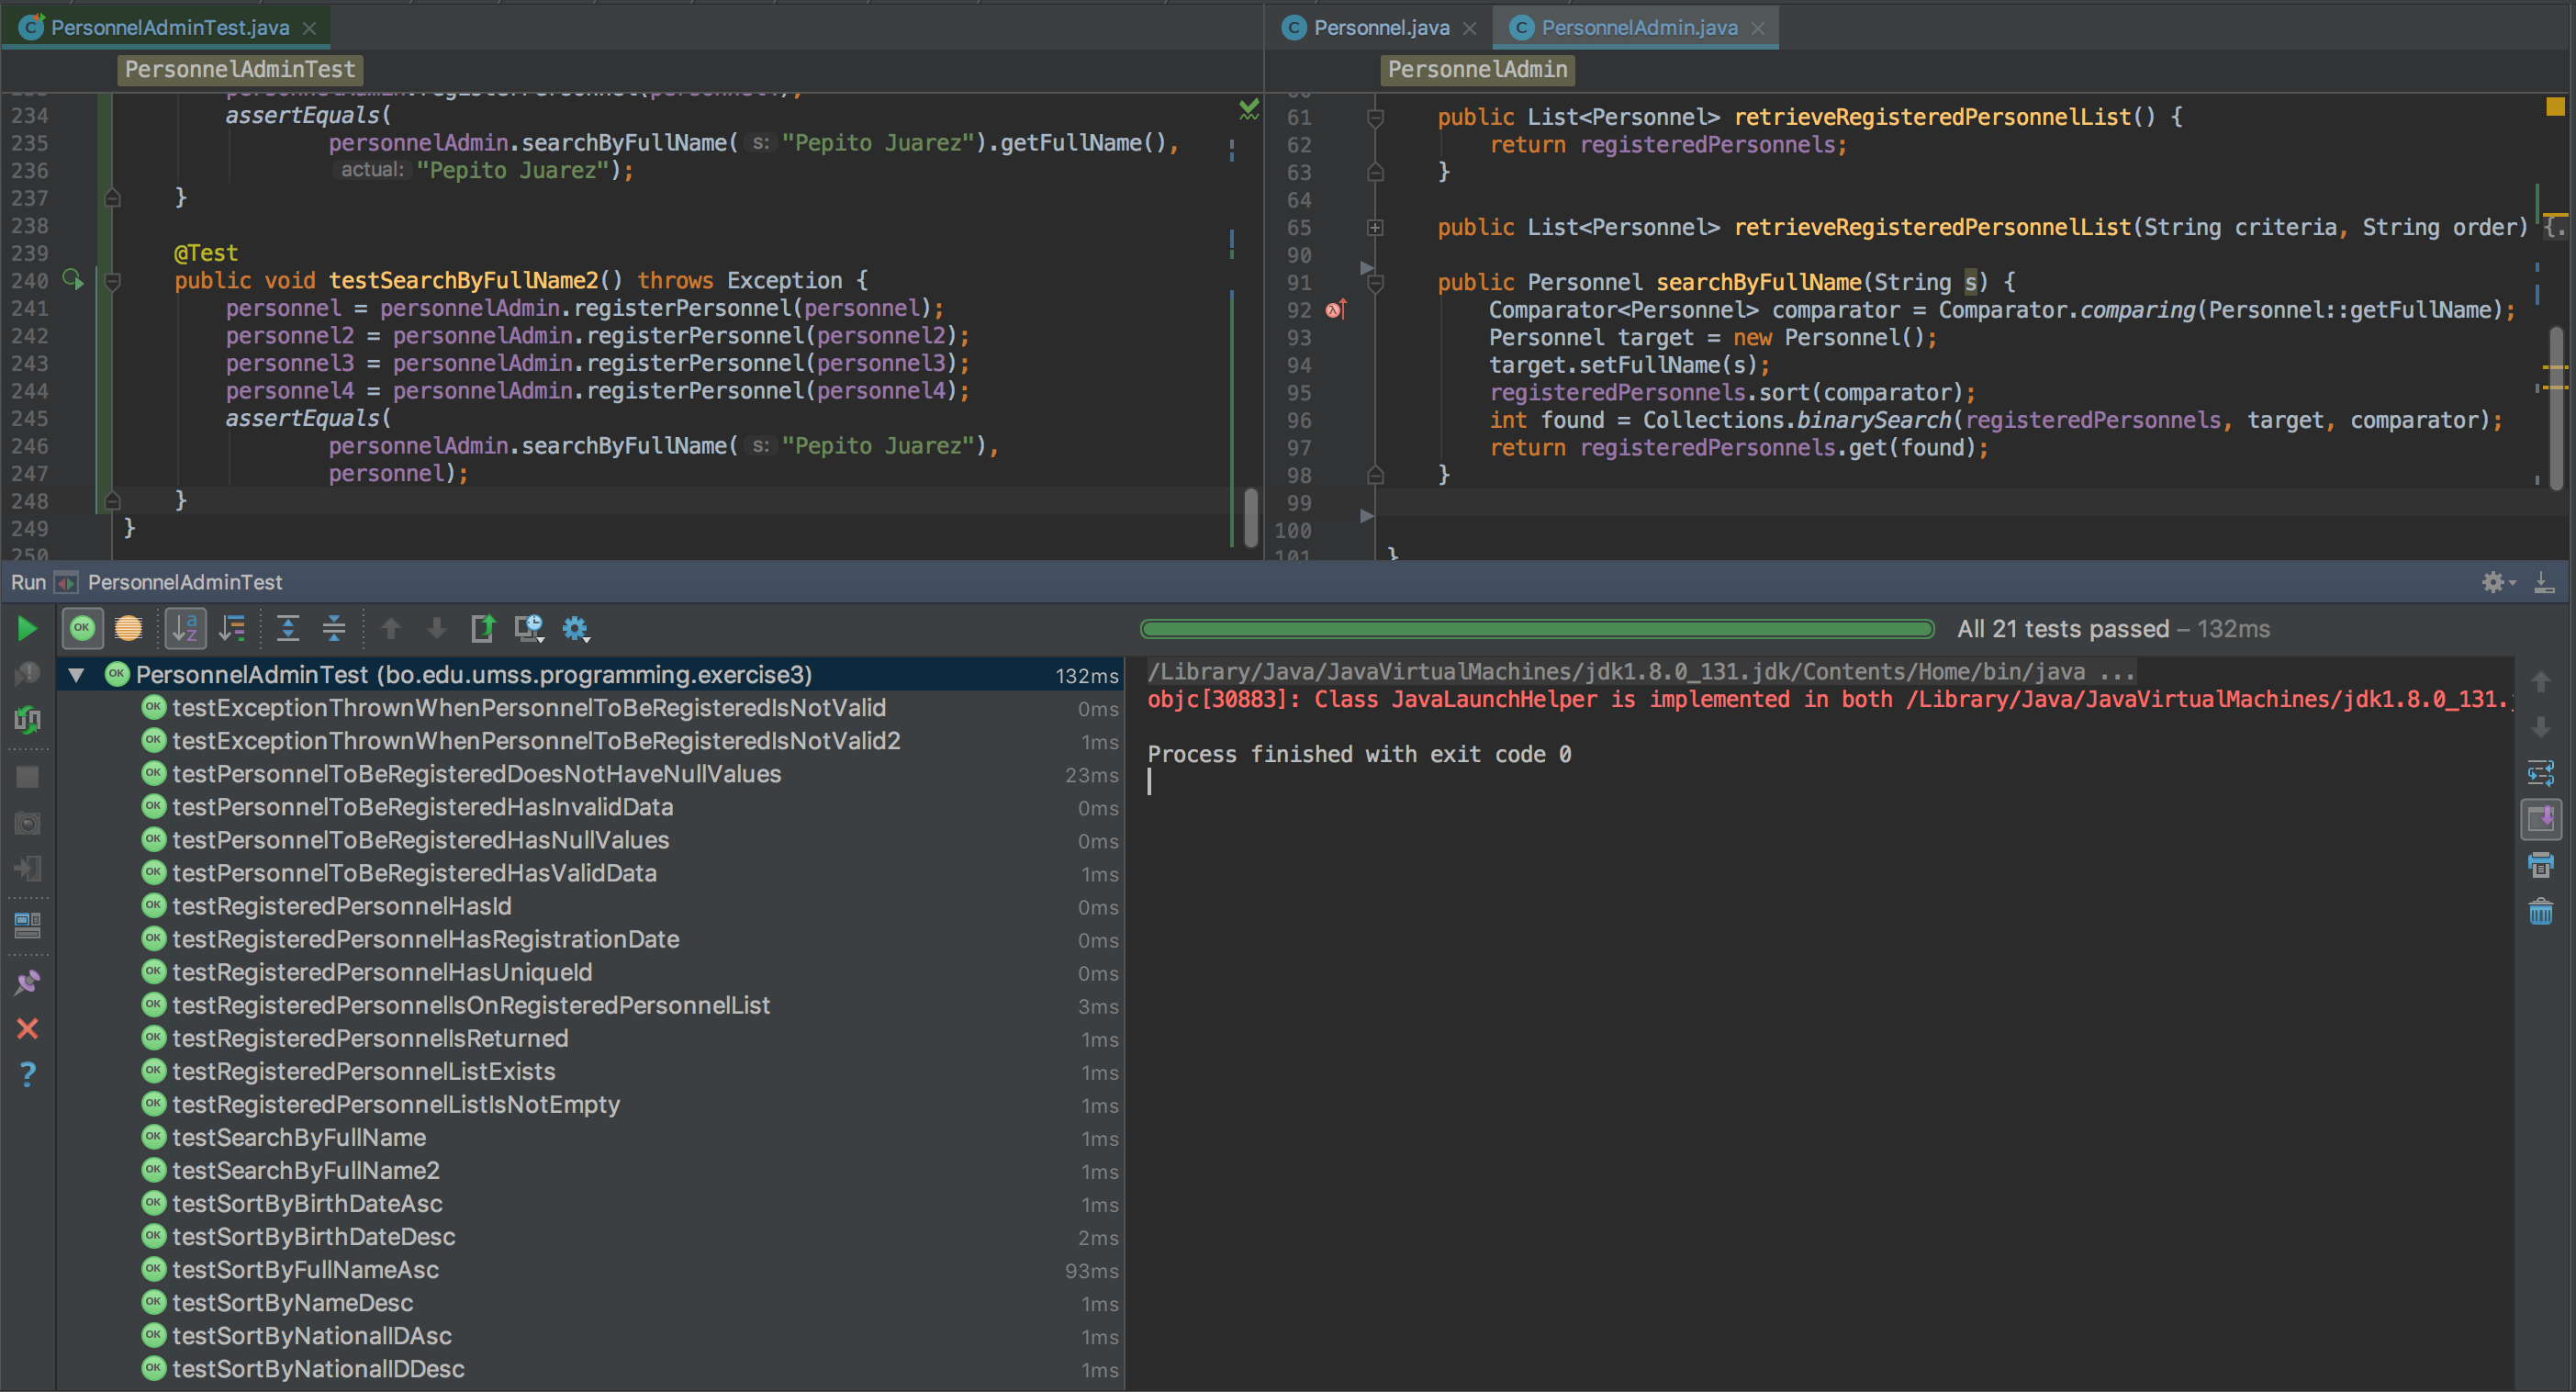 PersonnelAdminTest.java
Personnel.java
PersonnelAdmin.java
PersonnelAdminTest
PersonnelAdmin
234 assertEquals(
235 personnelAdmin.searchByFullName( s: "Pepito Juarez").getFullName(),
236 actual: "Pepito Juarez");
237 }
238
239 @Test
240 public void testSearchByFullName2() throws Exception {
241 personnel = personnelAdmin.registerPersonnel(personnel);
242 personnel2 = personnelAdmin.registerPersonnel(personnel2);
243 personnel3 = personnelAdmin.registerPersonnel(personnel3);
244 personnel4 = personnelAdmin.registerPersonnel(personnel4);
245 assertEquals(
246 personnelAdmin.searchByFullName( s: "Pepito Juarez"),
247 personnel);
248 }
249 }
250
61 public List<Personnel> retrieveRegisteredPersonnelList() {
62 return registeredPersonnels;
63 }
64
65 public List<Personnel> retrieveRegisteredPersonnelList(String criteria, String order) {.
90
91 public Personnel searchByFullName(String s) {
92 Comparator<Personnel> comparator = Comparator.comparing(Personnel::getFullName);
93 Personnel target = new Personnel();
94 target.setFullName(s);
95 registeredPersonnels.sort(comparator);
96 int found = Collections.binarySearch(registeredPersonnels, target, comparator);
97 return registeredPersonnels.get(found);
98 }
99
100
101 }
Run PersonnelAdminTest
All 21 tests passed – 132ms
PersonnelAdminTest (bo.edu.umss.programming.exercise3) 132ms
testExceptionThrownWhenPersonnelToBeRegisteredIsNotValid 0ms
testExceptionThrownWhenPersonnelToBeRegisteredIsNotValid2 1ms
testPersonnelToBeRegisteredDoesNotHaveNullValues 23ms
testPersonnelToBeRegisteredHasInvalidData 0ms
testPersonnelToBeRegisteredHasNullValues 0ms
testPersonnelToBeRegisteredHasValidData 1ms
testRegisteredPersonnelHasId 0ms
testRegisteredPersonnelHasRegistrationDate 0ms
testRegisteredPersonnelHasUniqueId 0ms
testRegisteredPersonnelIsOnRegisteredPersonnelList 3ms
testRegisteredPersonnelIsReturned 1ms
testRegisteredPersonnelListExists 1ms
testRegisteredPersonnelListIsNotEmpty 1ms
testSearchByFullName 1ms
testSearchByFullName2 1ms
testSortByBirthDateAsc 1ms
testSortByBirthDateDesc 2ms
testSortByFullNameAsc 93ms
testSortByNameDesc 1ms
testSortByNationalIDAsc 1ms
testSortByNationalIDDesc 1ms
/Library/Java/JavaVirtualMachines/jdk1.8.0_131.jdk/Contents/Home/bin/java ...
objc[30883]: Class JavaLaunchHelper is implemented in both /Library/Java/JavaVirtualMachines/jdk1.8.0_131.
Process finished with exit code 0